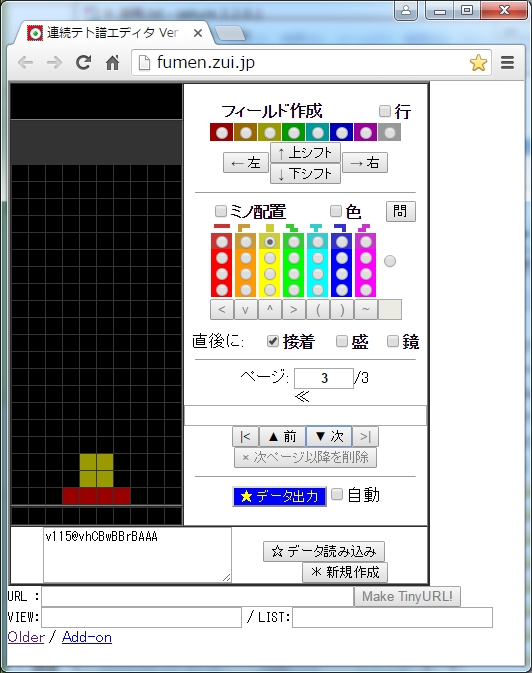 連続テト譜エディタ Ver
fumen.zui.jp
フィールド作成 行
← 左 ↑ 上シフト → 右
↓ 下シフト
ミノ配置 色 問
< v ^ > ( ) ~
直後に: 接着 盛 鏡
ページ: 3 /3
≪
|< ▲ 前 ▼ 次 >|
× 次ページ以降を削除
★ データ出力 自動
v115@vhCBwBBrBAAA
☆ データ読み込み
＊ 新規作成
URL : Make TinyURL!
VIEW: / LIST:
Older / Add-on